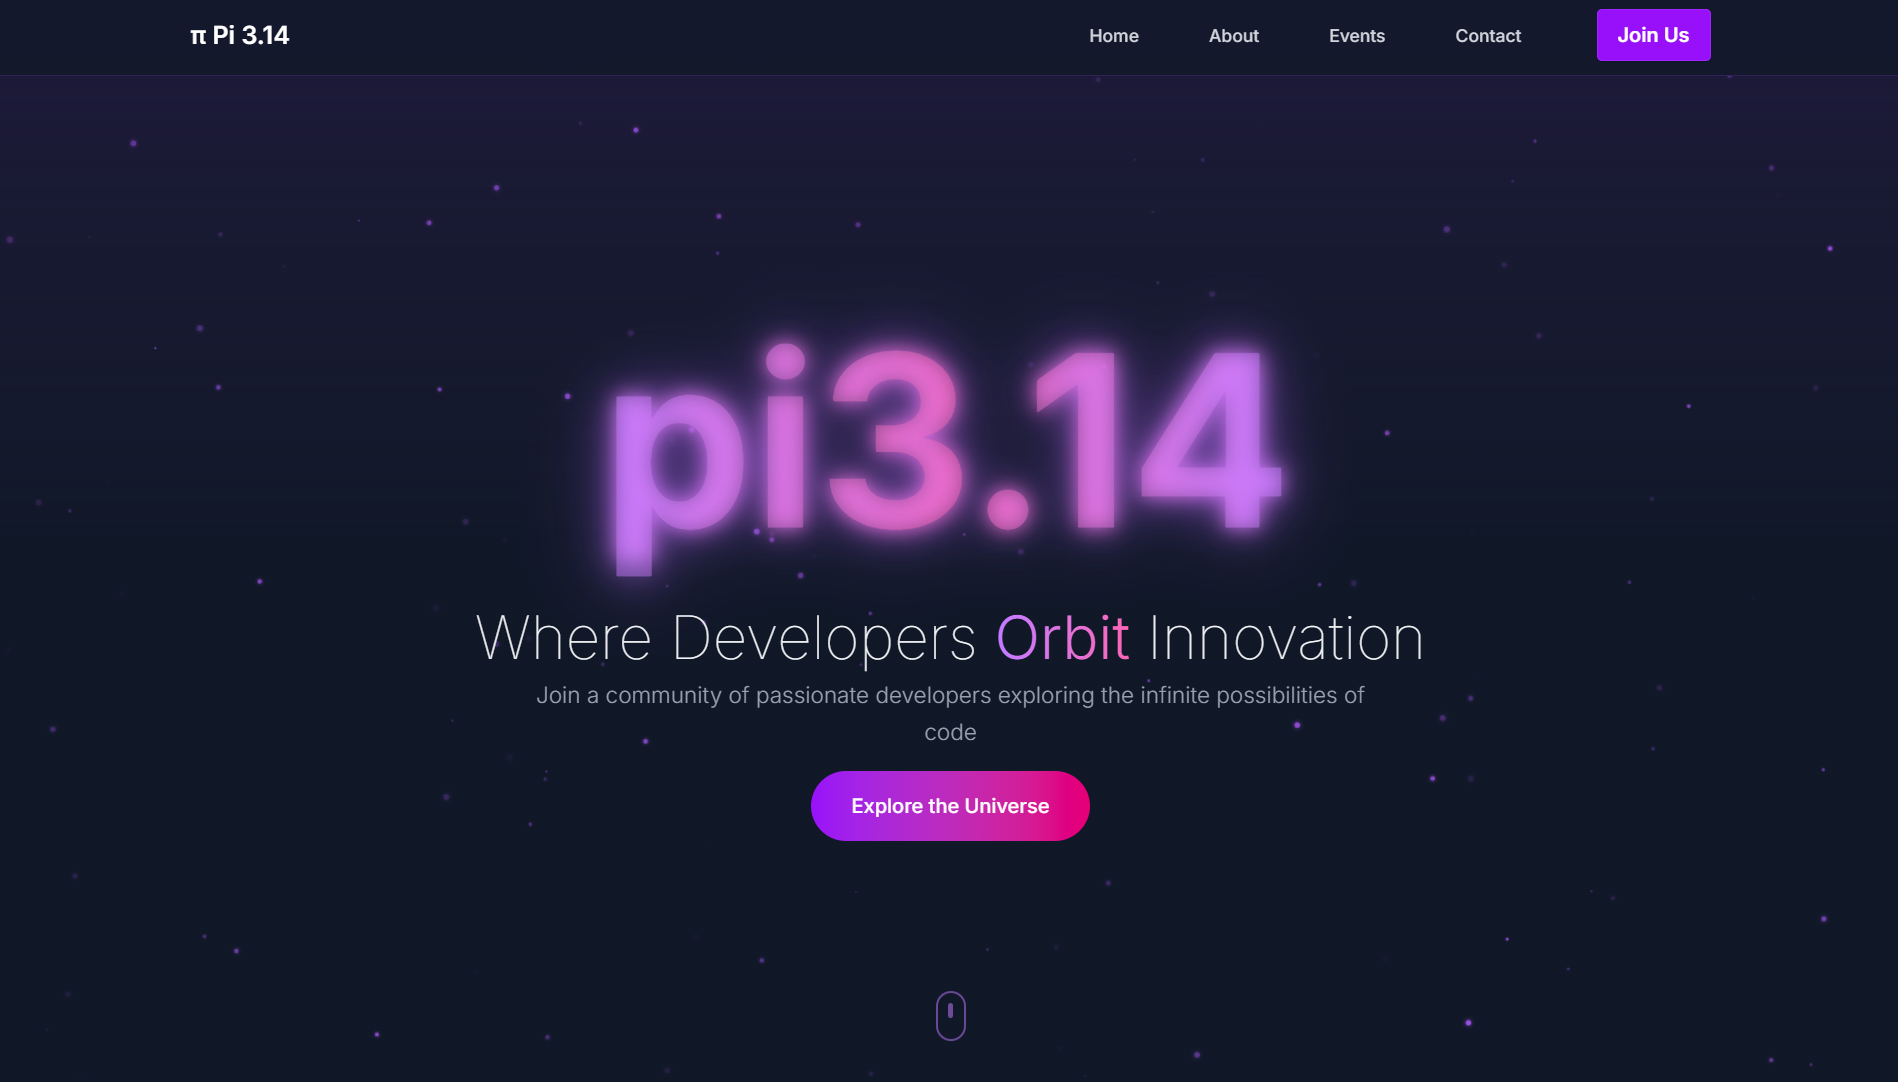 π Pi 3.14
Home
About
Events
Contact
Join Us
pi3.14
Where Developers Orbit Innovation
Join a community of passionate developers exploring the infinite possibilities of
code
Explore the Universe